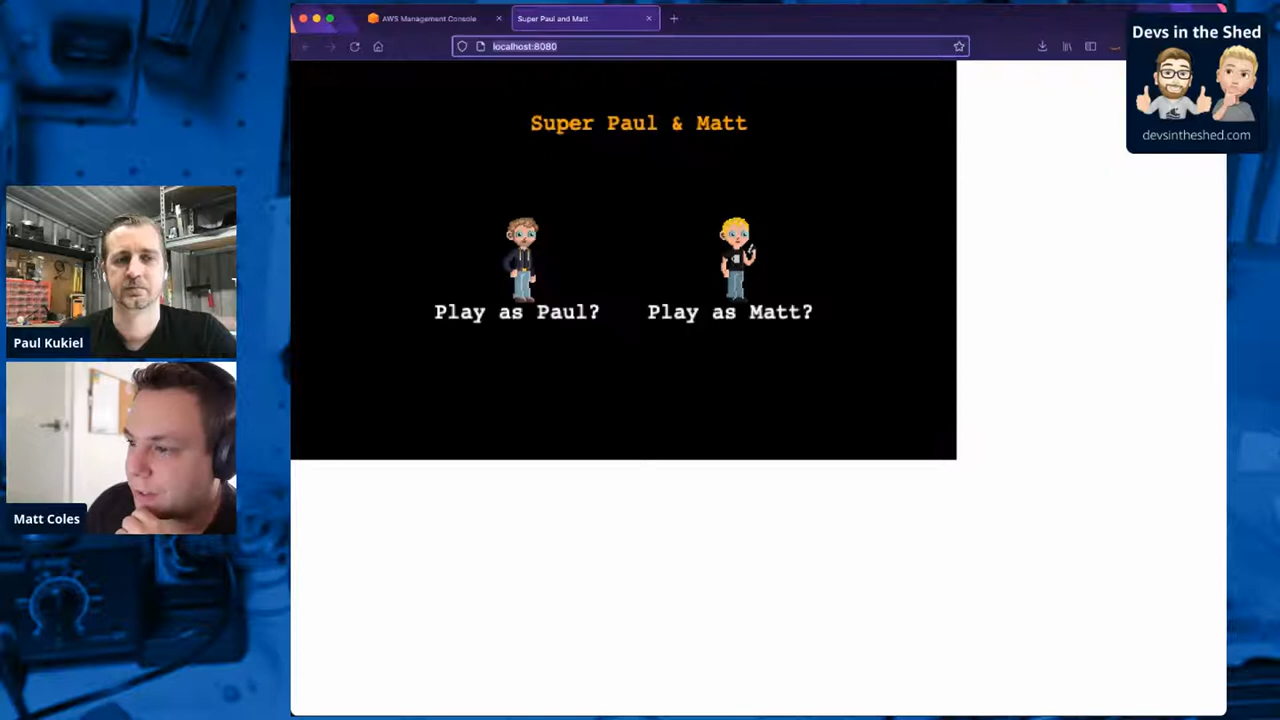 AWS Management Console
Super Paul and Matt
localhost:8080
Devs in the Shed
devsintheshed.com
Super Paul & Matt
Play as Paul?
Play as Matt?
Paul Kukiel
Matt Coles